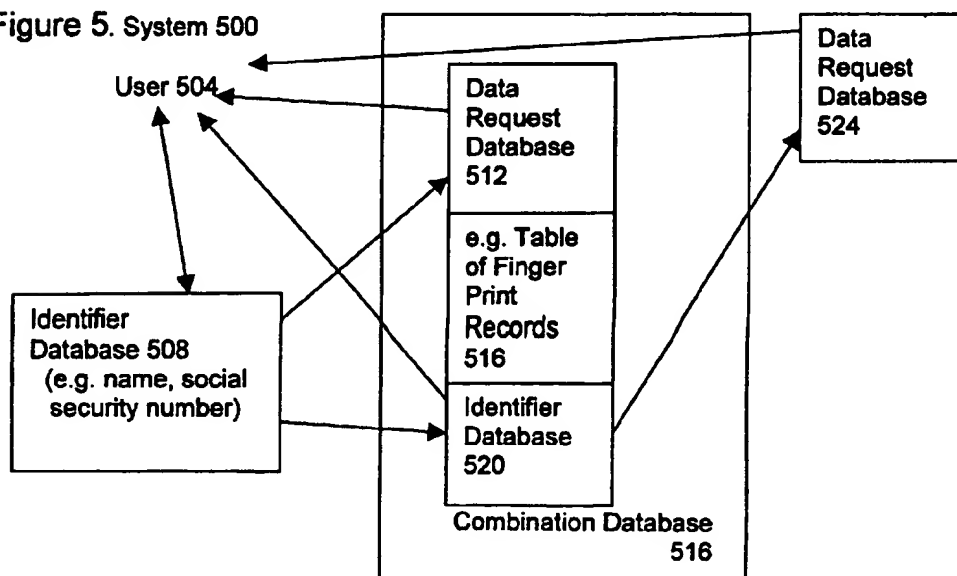 Figure 5. System 500
User 504
Identifier
Database 508
(e.g. name, social
security number)
Data
Request
Database
512
e.g. Table
of Finger
Print
Records
516
Identifier
Database
520
Combination Database
516
Data
Request
Database
524